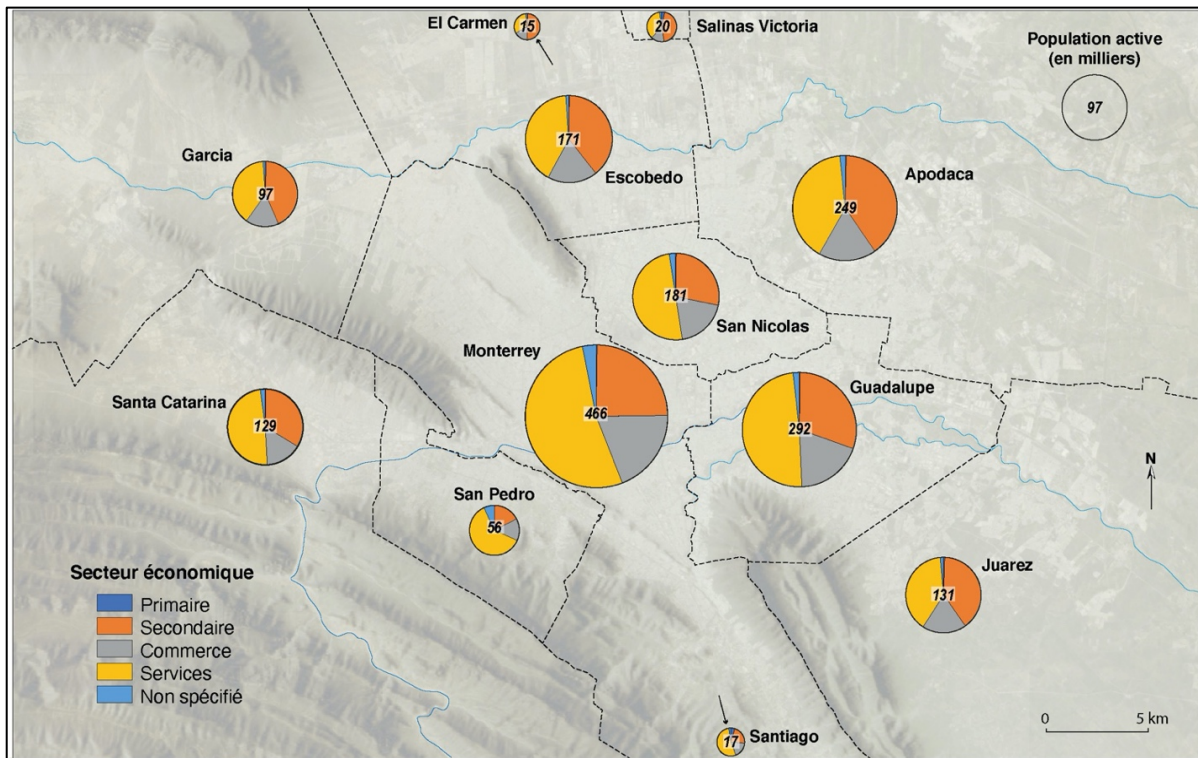 El Carmen
15
20
Salinas Victoria
Population active
(en milliers)
97
Garcia
97
171
Escobedo
Apodaca
249
181
San Nicolas
Monterrey
466
Guadalupe
292
Santa Catarina
129
San Pedro
56
N
Juarez
131
Secteur économique
Primaire
Secondaire
Commerce
Services
Non spécifié
17
Santiago
0
5 km